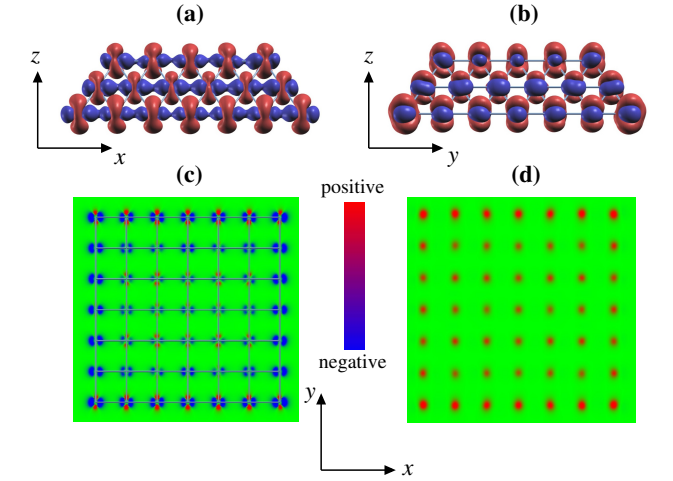 (a)
(b)
z
x
z
y
(c)
(d)
positive
negative
y
x